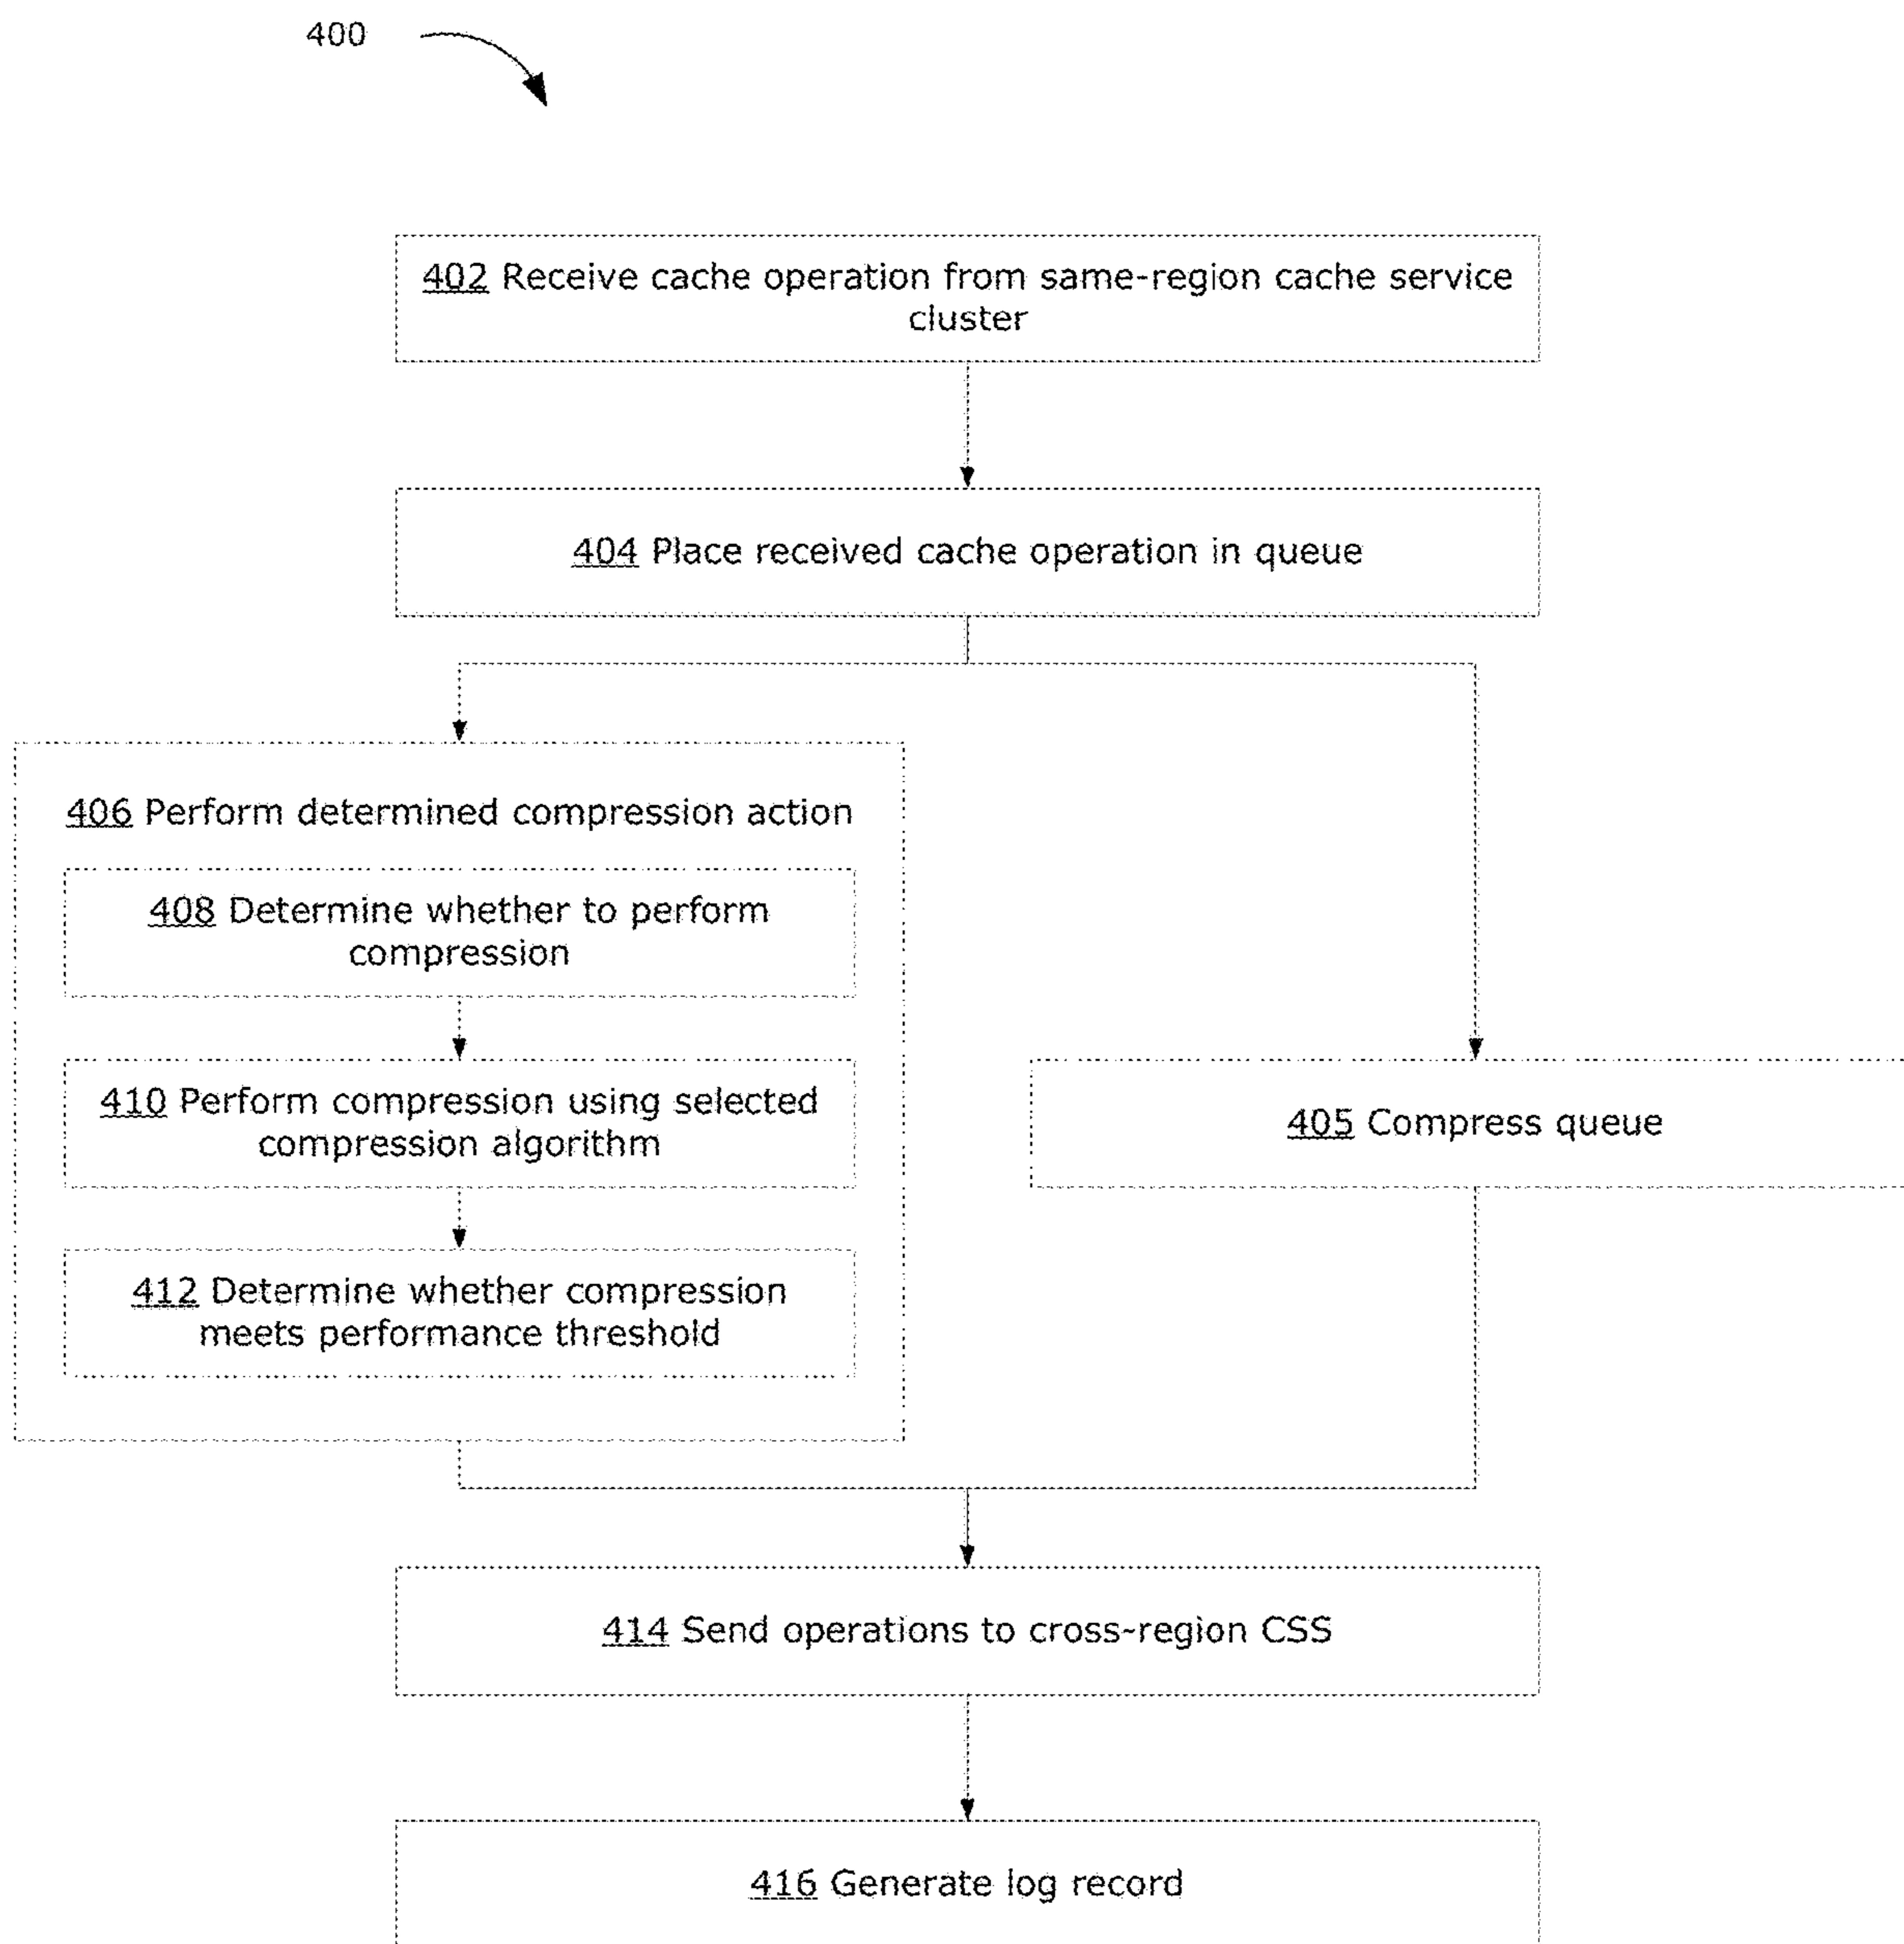 400
402 Receive cache operation from same-region cache service
cluster
404 Place received cache operation in queue
406 Perform determined compression action
408 Determine whether to perform
compression
410 Perform compression using selected
compression algorithm
412 Determine whether compression
meets performance threshold
405 Compress queue
414 Send operations to cross-region CSS
416 Generate log record